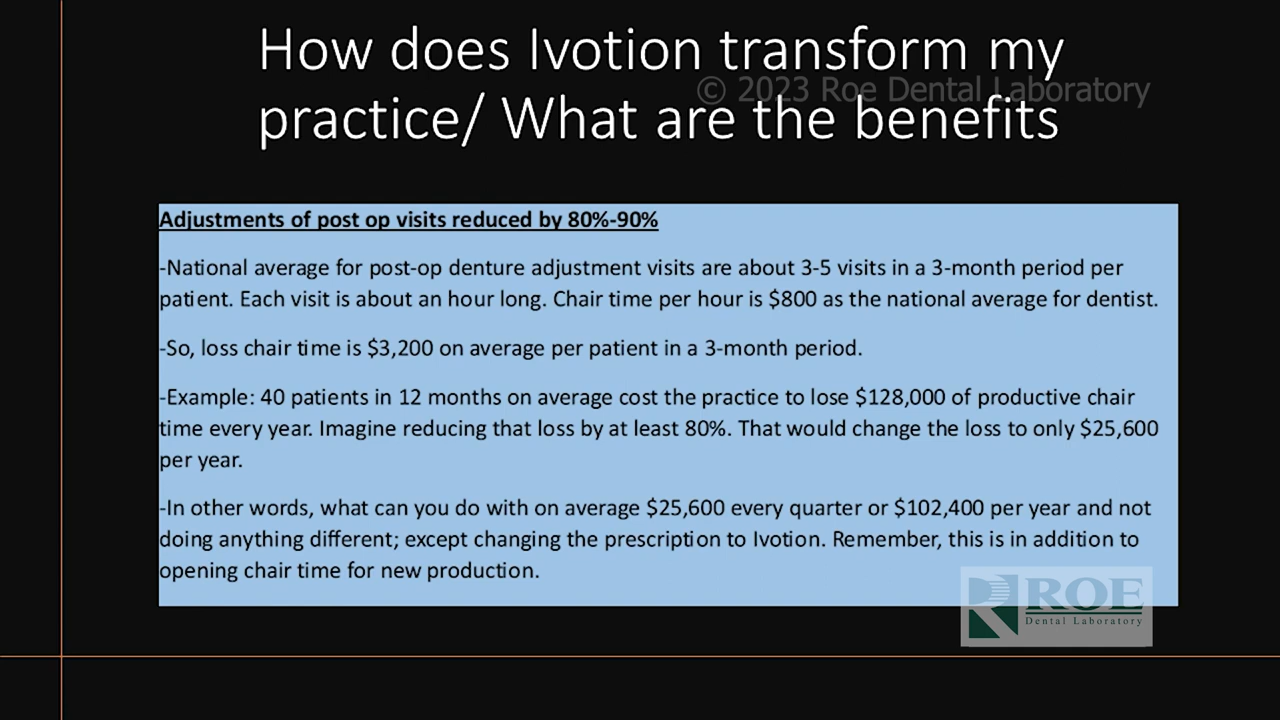 How does Ivotion transform my
© 2023 Roe Dental Laboratory
practice/ What are the benefits
Adjustments of post op visits reduced by 80%-90%
-National average for post-op denture adjustment visits are about 3-5 visits in a 3-month period per
patient. Each visit is about an hour long. Chair time per hour is $800 as the national average for dentist.
-So, loss chair time is $3,200 on average per patient in a 3-month period.
-Example: 40 patients in 12 months on average cost the practice to lose $128,000 of productive chair
time every year. Imagine reducing that loss by at least 80%. That would change the loss to only $25,600
per year.
-In other words, what can you do with on average $25,600 every quarter or $102,400 per year and not
doing anything different; except changing the prescription to Ivotion. Remember, this is in addition to
opening chair time for new production.
ROE
Dental Laboratory